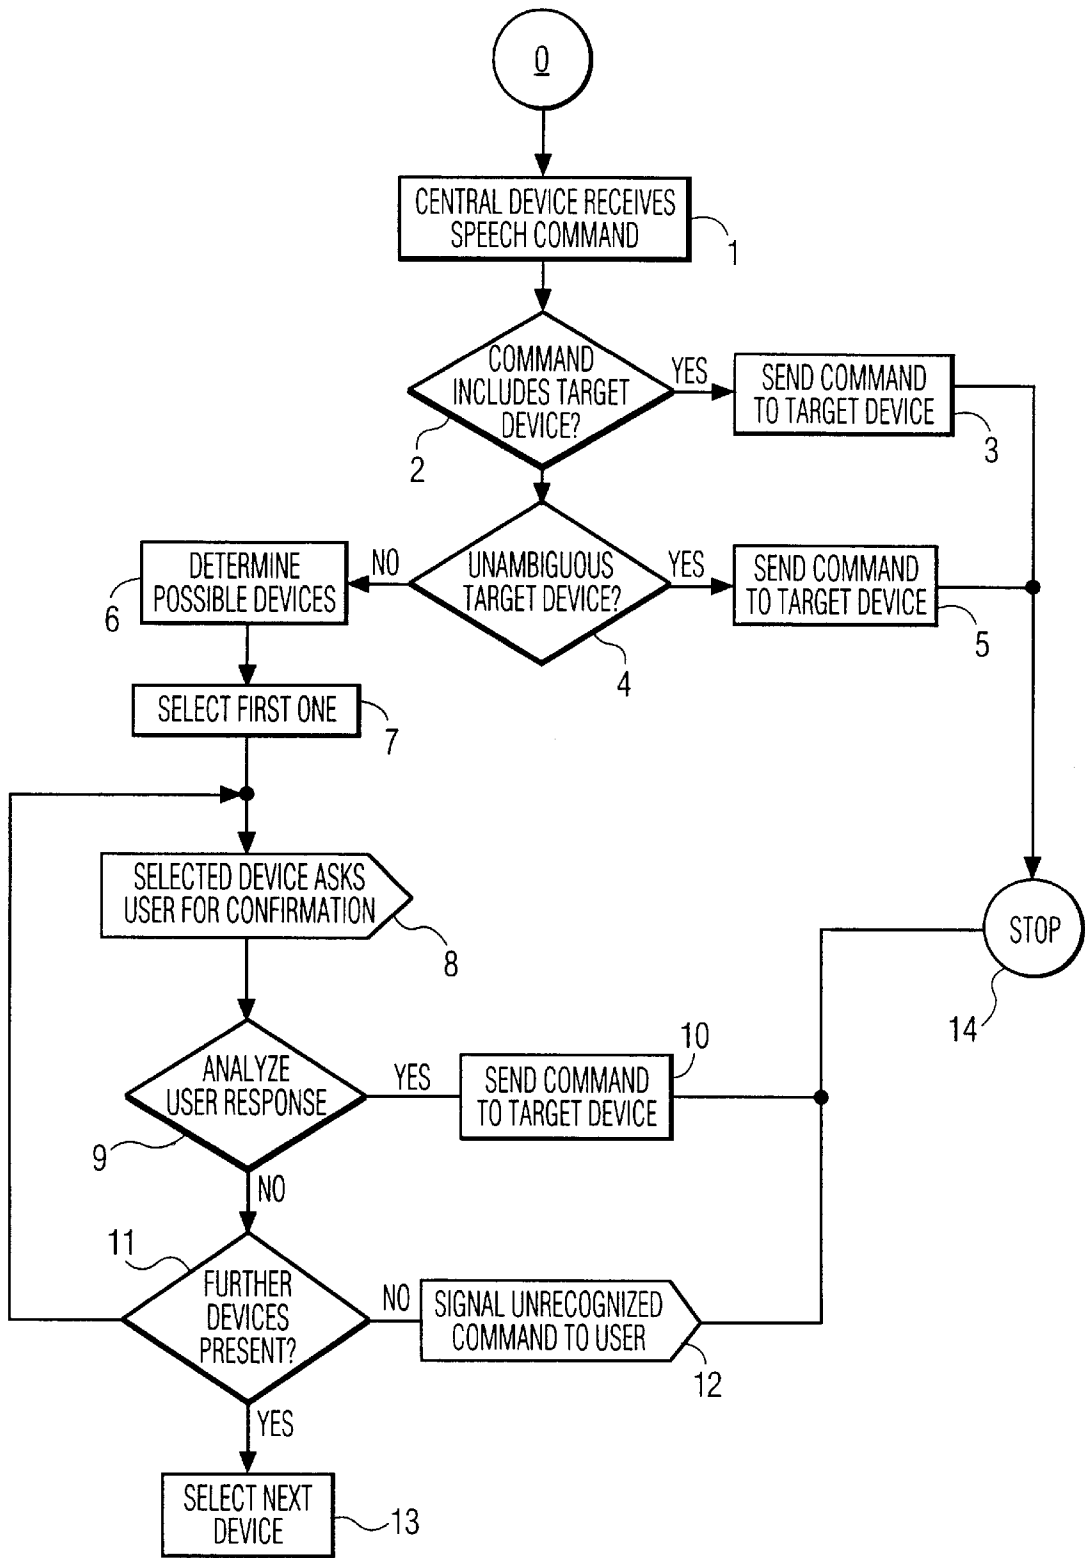 0
CENTRAL DEVICE RECEIVES
SPEECH COMMAND
1
COMMAND
INCLUDES TARGET
DEVICE?
2
YES
SEND COMMAND
TO TARGET DEVICE
3
UNAMBIGUOUS
TARGET DEVICE?
4
YES
SEND COMMAND
TO TARGET DEVICE
5
NO
DETERMINE
POSSIBLE DEVICES
6
SELECT FIRST ONE
7
SELECTED DEVICE ASKS
USER FOR CONFIRMATION
8
STOP
14
ANALYZE
USER RESPONSE
9
YES
SEND COMMAND
TO TARGET DEVICE
10
NO
FURTHER
DEVICES
PRESENT?
11
NO
SIGNAL UNRECOGNIZED
COMMAND TO USER
12
YES
SELECT NEXT
DEVICE
13